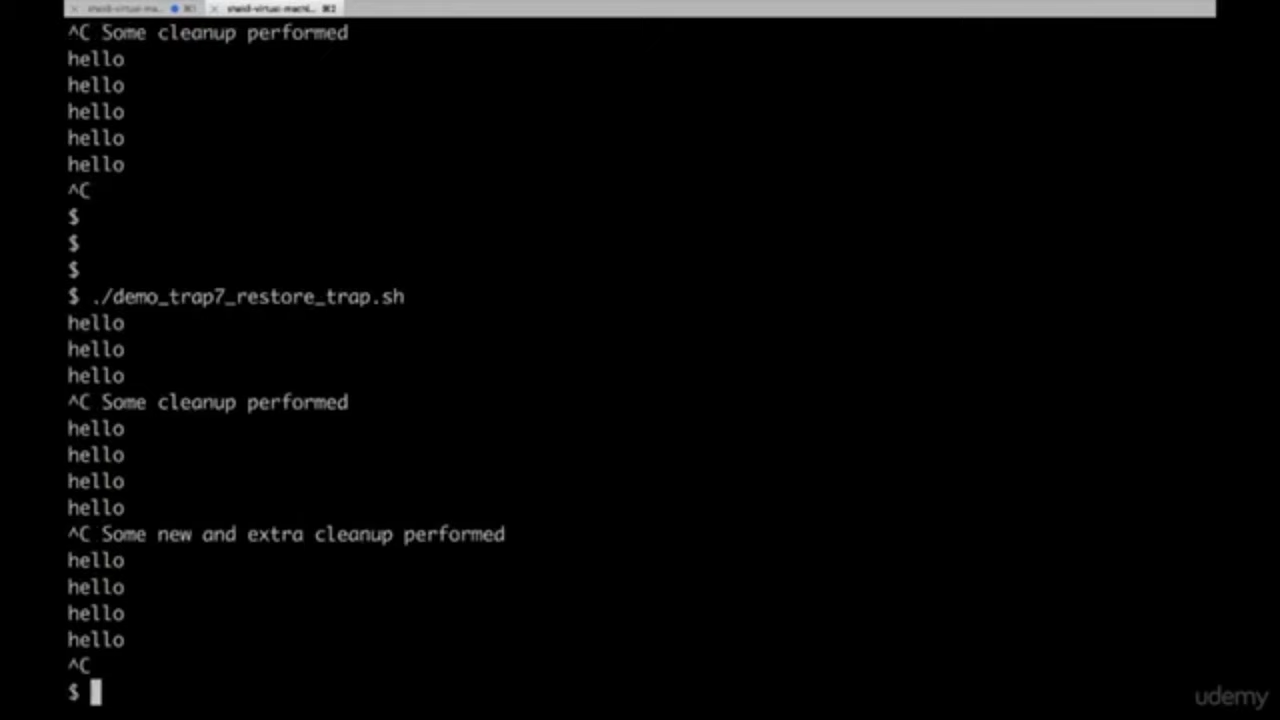 ^C Some cleanup performed
hello
hello
hello
hello
hello
^C
$
$
$
$ ./demo_trap7_restore_trap.sh
hello
hello
hello
^C Some cleanup performed
hello
hello
hello
hello
^C Some new and extra cleanup performed
hello
hello
hello
hello
^C
$
udemy